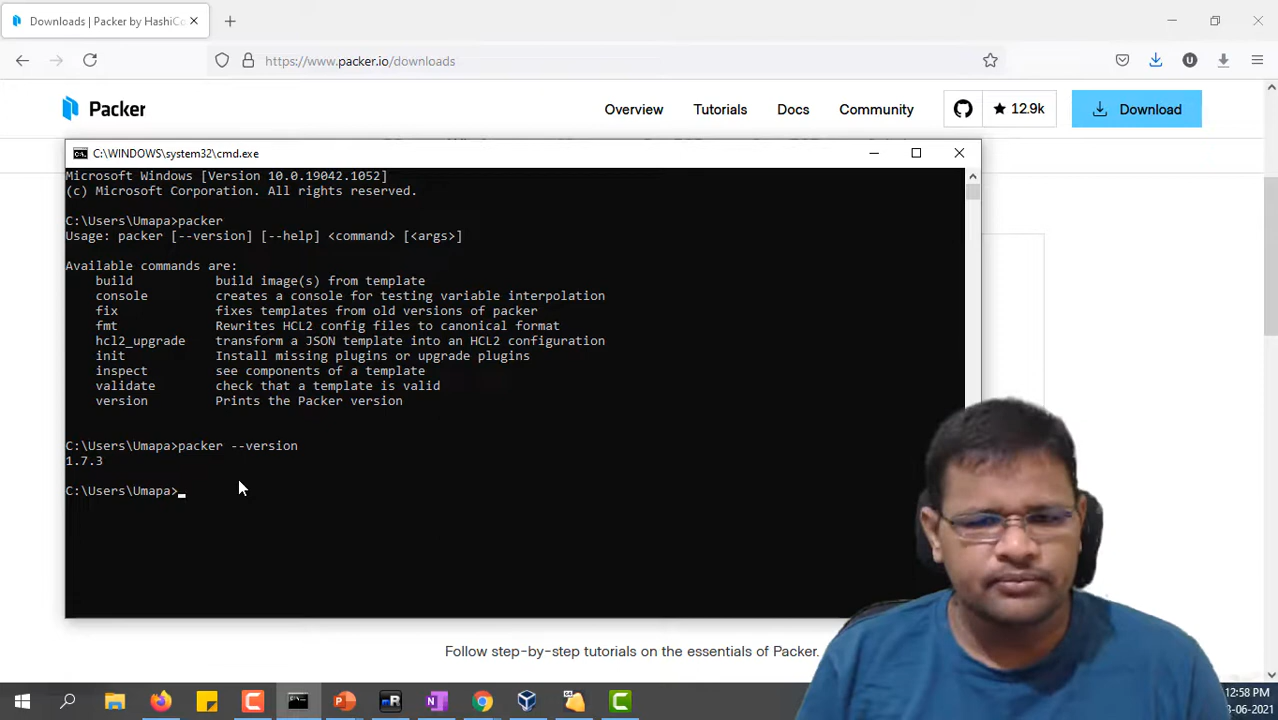 Downloads | Packer by HashiCo
https://www.packer.io/downloads
Packer
Overview
Tutorials
Docs
Community
12.9k
Download
C:\WINDOWS\system32\cmd.exe
Microsoft Windows [Version 10.0.19042.1052]
(c) Microsoft Corporation. All rights reserved.
C:\Users\Umapa>packer
Usage: packer [--version] [--help] <command> [<args>]
Available commands are:
build build image(s) from template
console creates a console for testing variable interpolation
fix fixes templates from old versions of packer
fmt Rewrites HCL2 config files to canonical format
hcl2_upgrade transform a JSON template into an HCL2 configuration
init Install missing plugins or upgrade plugins
inspect see components of a template
validate check that a template is valid
version Prints the Packer version
C:\Users\Umapa>packer --version
1.7.3
C:\Users\Umapa>
Follow step-by-step tutorials on the essentials of Packer.
12:58 PM
-06-2021